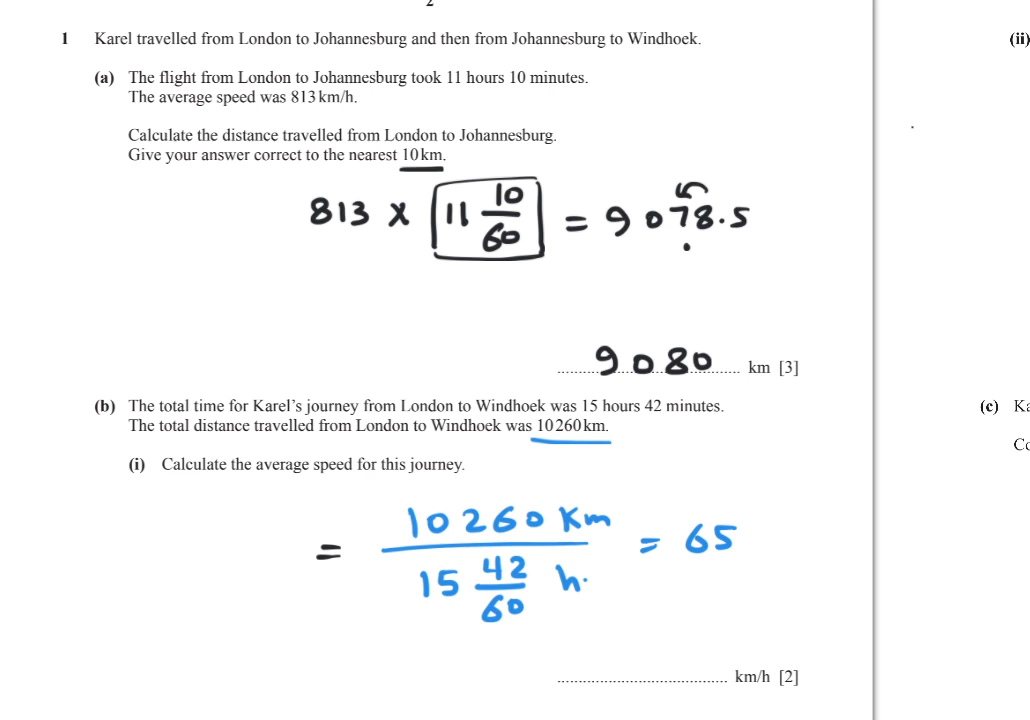 2
1 Karel travelled from London to Johannesburg and then from Johannesburg to Windhoek.
(a) The flight from London to Johannesburg took 11 hours 10 minutes.
The average speed was 813 km/h.
Calculate the distance travelled from London to Johannesburg.
Give your answer correct to the nearest 10 km.
813 × 11 10/60 = 9078.5
9080 km [3]
(b) The total time for Karel's journey from London to Windhoek was 15 hours 42 minutes.
The total distance travelled from London to Windhoek was 10 260 km.
(i) Calculate the average speed for this journey.
= 10260 Km / 15 42/60 h. = 65
........................................ km/h [2]
(ii)
(c) Ka
Co